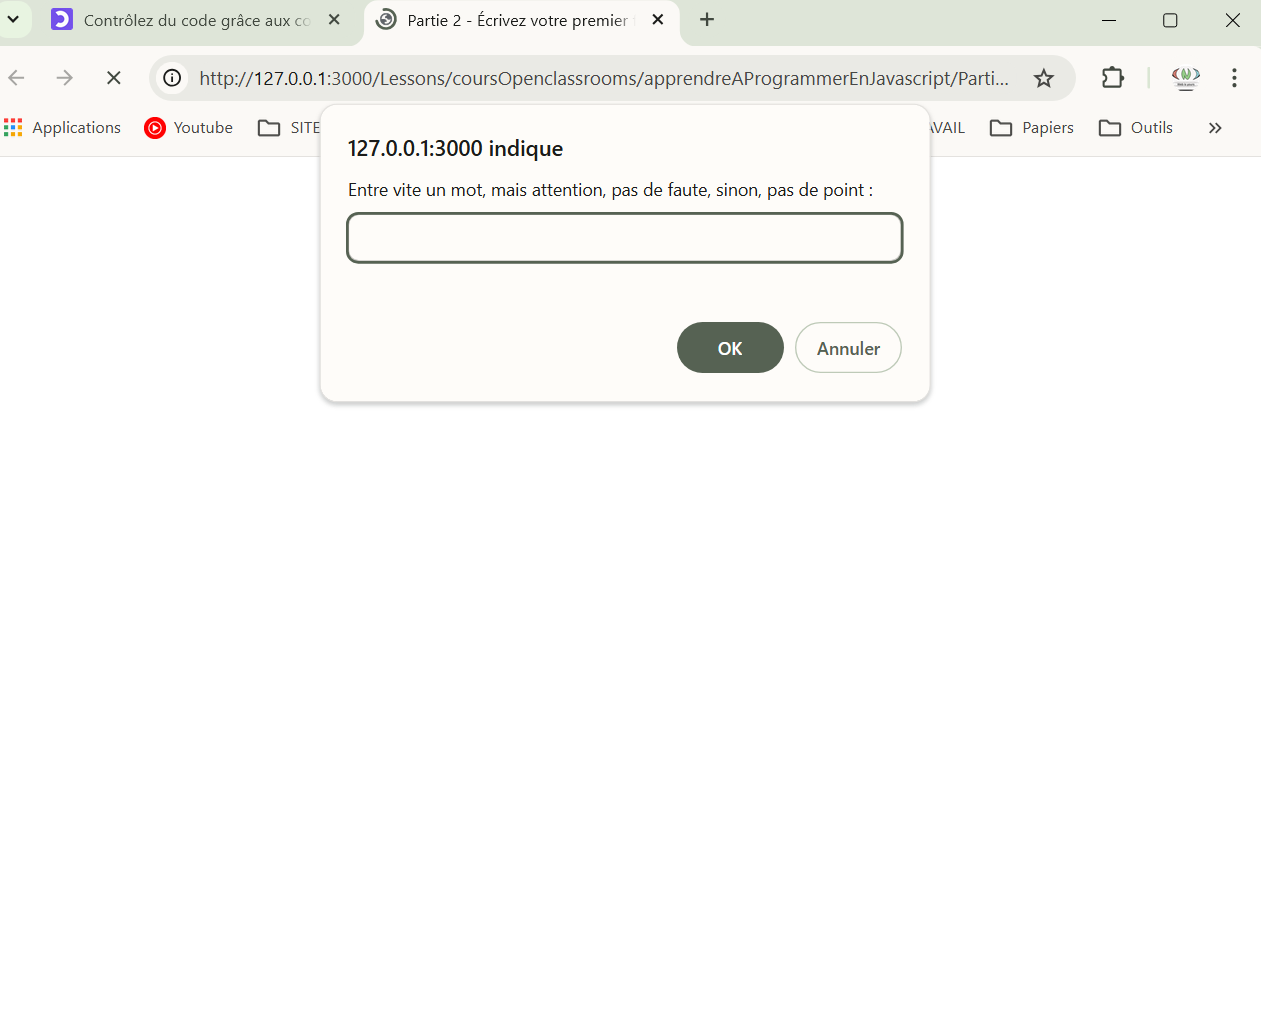 Contrôlez du code grâce aux co
Partie 2 - Écrivez votre premier
http://127.0.0.1:3000/Lessons/coursOpenclassrooms/apprendreAProgrammerEnJavascript/Parti...
Applications Youtube SITE AVAIL Papiers Outils
127.0.0.1:3000 indique
Entre vite un mot, mais attention, pas de faute, sinon, pas de point :
OK Annuler